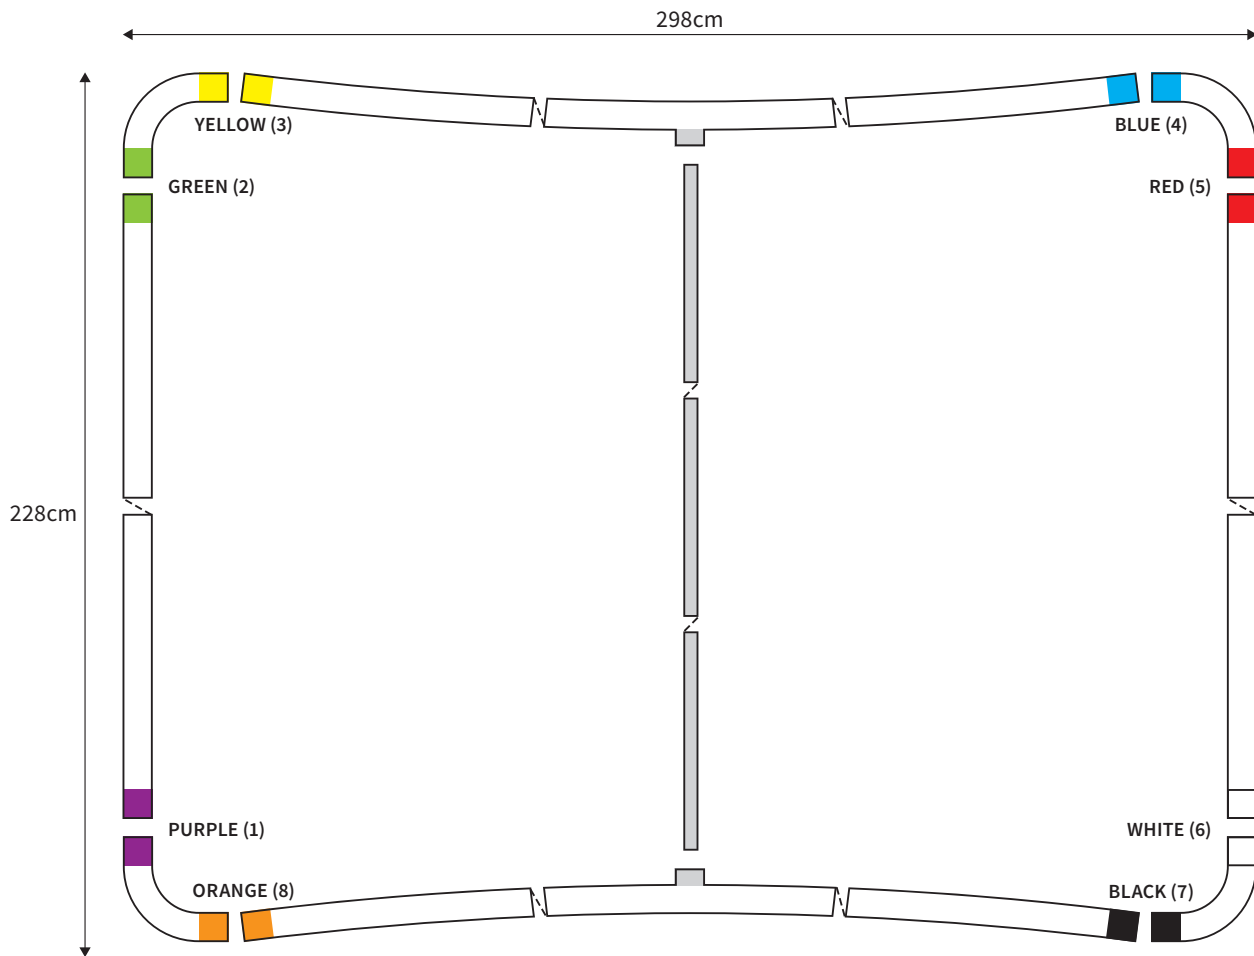 298cm
YELLOW (3)
BLUE (4)
GREEN (2)
RED (5)
228cm
PURPLE (1)
WHITE (6)
ORANGE (8)
BLACK (7)